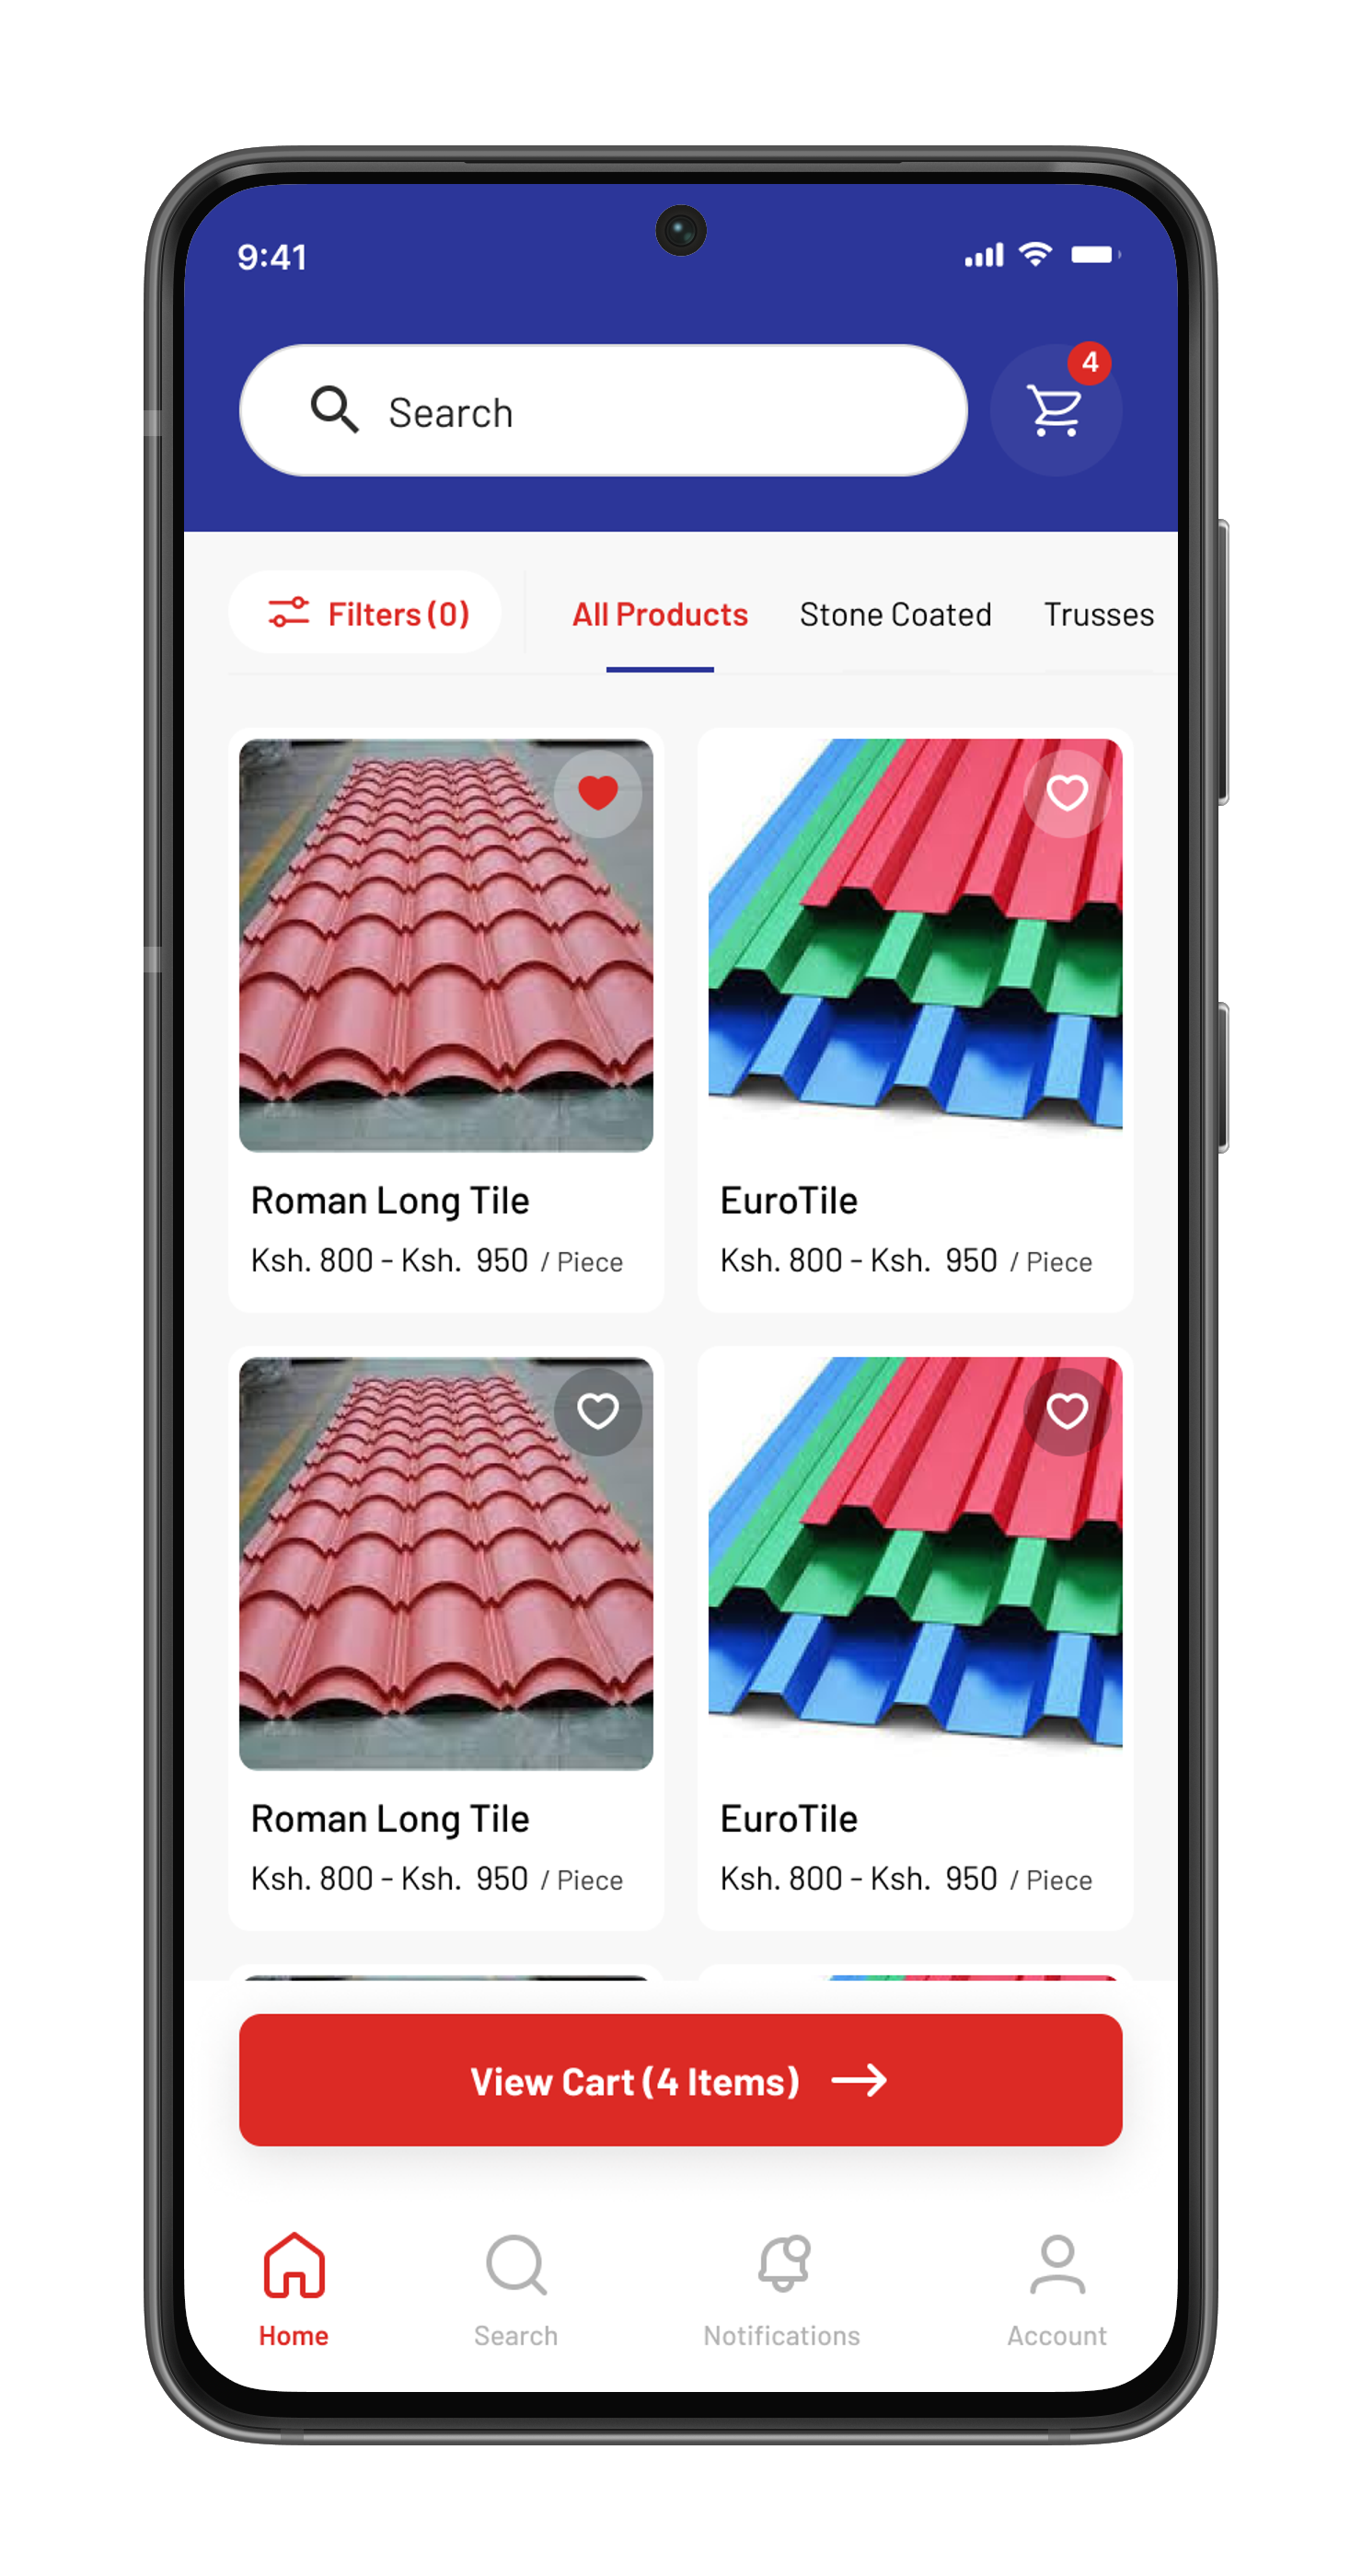 9:41
4
Search
Filters (0)
All Products
Stone Coated
Trusses
Roman Long Tile
EuroTile
Ksh. 800 - Ksh. 950 / Piece
Ksh. 800 - Ksh. 950 / Piece
Roman Long Tile
EuroTile
Ksh. 800 - Ksh. 950 / Piece
Ksh. 800 - Ksh. 950 / Piece
View Cart (4 Items)
Home
Search
Notifications
Account